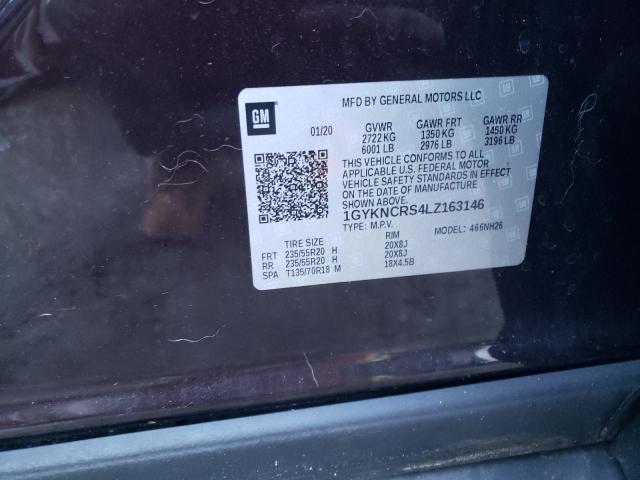 GM
MFD BY GENERAL MOTORS LLC
01/20 GVWR GAWR FRT GAWR RR
2722 KG 1350 KG 1450 KG
6001 LB 2976 LB 3196 LB
THIS VEHICLE CONFORMS TO ALL
APPLICABLE U.S. FEDERAL MOTOR
VEHICLE SAFETY STANDARDS IN EFFECT
ON THE DATE OF MANUFACTURE
SHOWN ABOVE.
1GYKNCRS4LZ163146
TYPE: M.P.V. MODEL: 466NH26
TIRE SIZE RIM
FRT 235/55R20 H 20X8J
RR 235/55R20 H 20X8J
SPA T135/70R18 M 18X4.5B